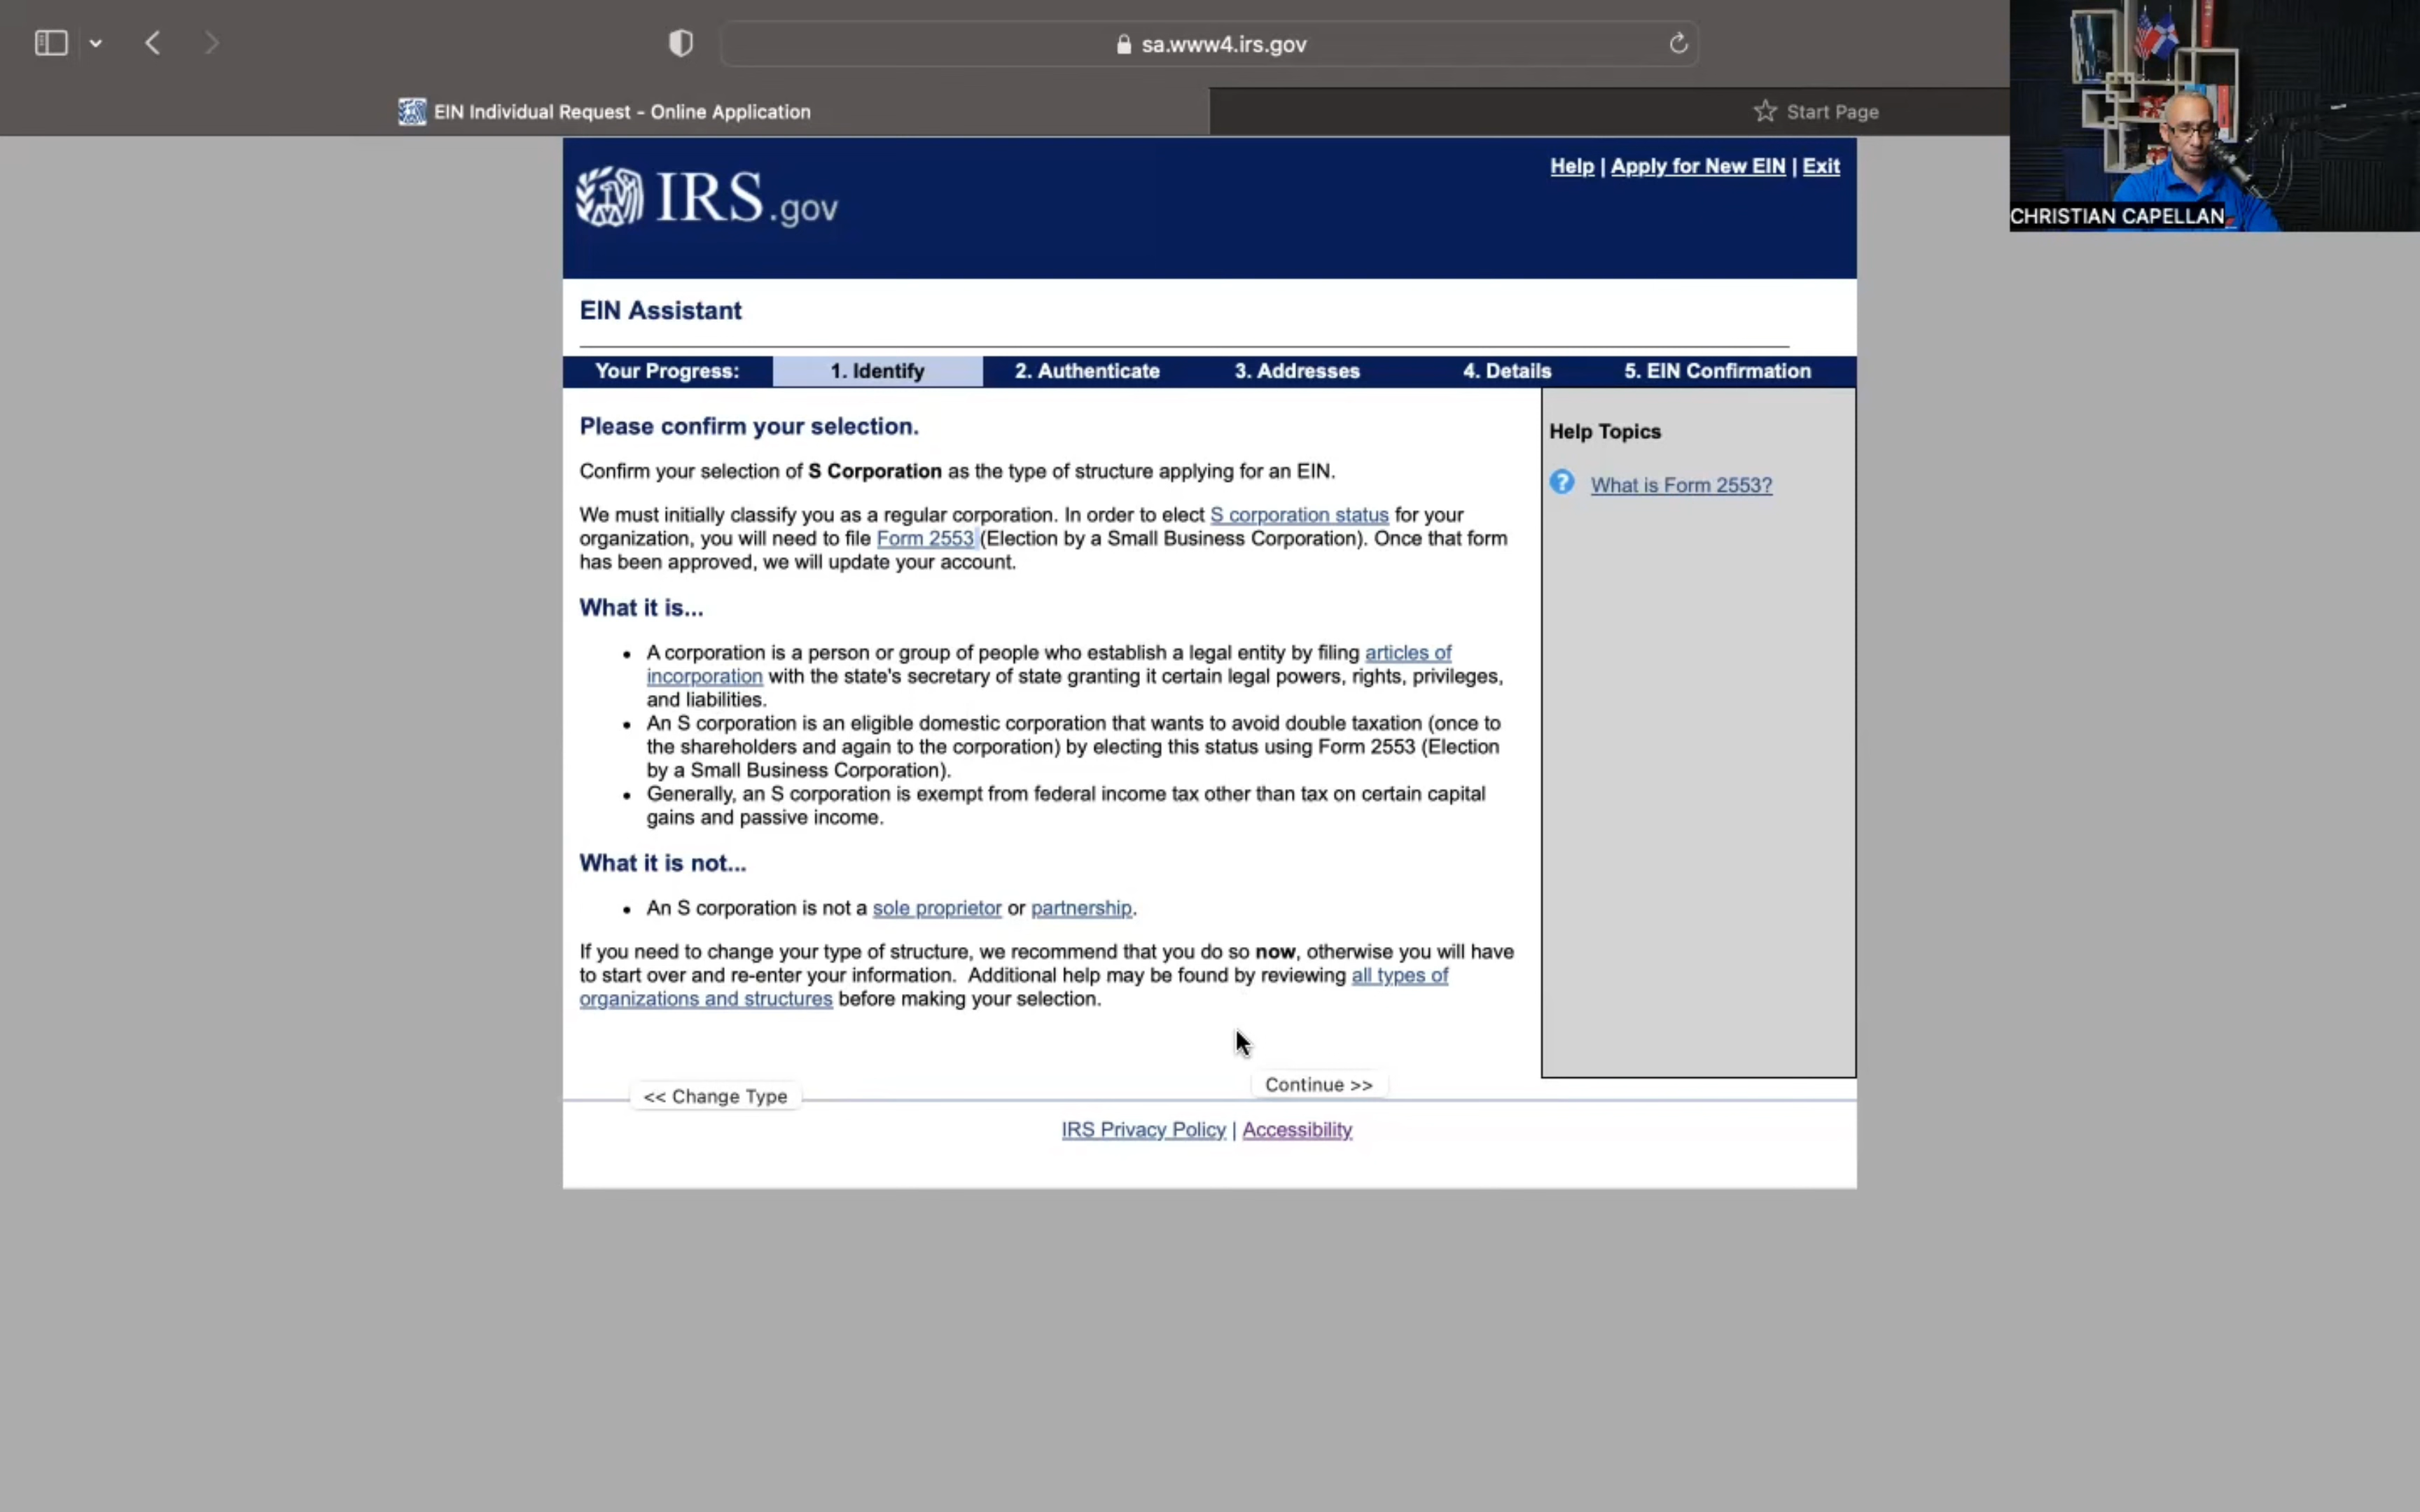 sa.www4.irs.gov
EIN Individual Request - Online Application
Start Page
CHRISTIAN CAPELLAN
IRS.gov
Help | Apply for New EIN | Exit
EIN Assistant
Your Progress: 1. Identify 2. Authenticate 3. Addresses 4. Details 5. EIN Confirmation
Please confirm your selection.
Confirm your selection of S Corporation as the type of structure applying for an EIN.
We must initially classify you as a regular corporation. In order to elect S corporation status for your
organization, you will need to file Form 2553 (Election by a Small Business Corporation). Once that form
has been approved, we will update your account.
What it is...
• A corporation is a person or group of people who establish a legal entity by filing articles of
incorporation with the state's secretary of state granting it certain legal powers, rights, privileges,
and liabilities.
• An S corporation is an eligible domestic corporation that wants to avoid double taxation (once to
the shareholders and again to the corporation) by electing this status using Form 2553 (Election
by a Small Business Corporation).
• Generally, an S corporation is exempt from federal income tax other than tax on certain capital
gains and passive income.
What it is not...
• An S corporation is not a sole proprietor or partnership.
If you need to change your type of structure, we recommend that you do so now, otherwise you will have
to start over and re-enter your information. Additional help may be found by reviewing all types of
organizations and structures before making your selection.
<< Change Type
Continue >>
Help Topics
? What is Form 2553?
IRS Privacy Policy | Accessibility